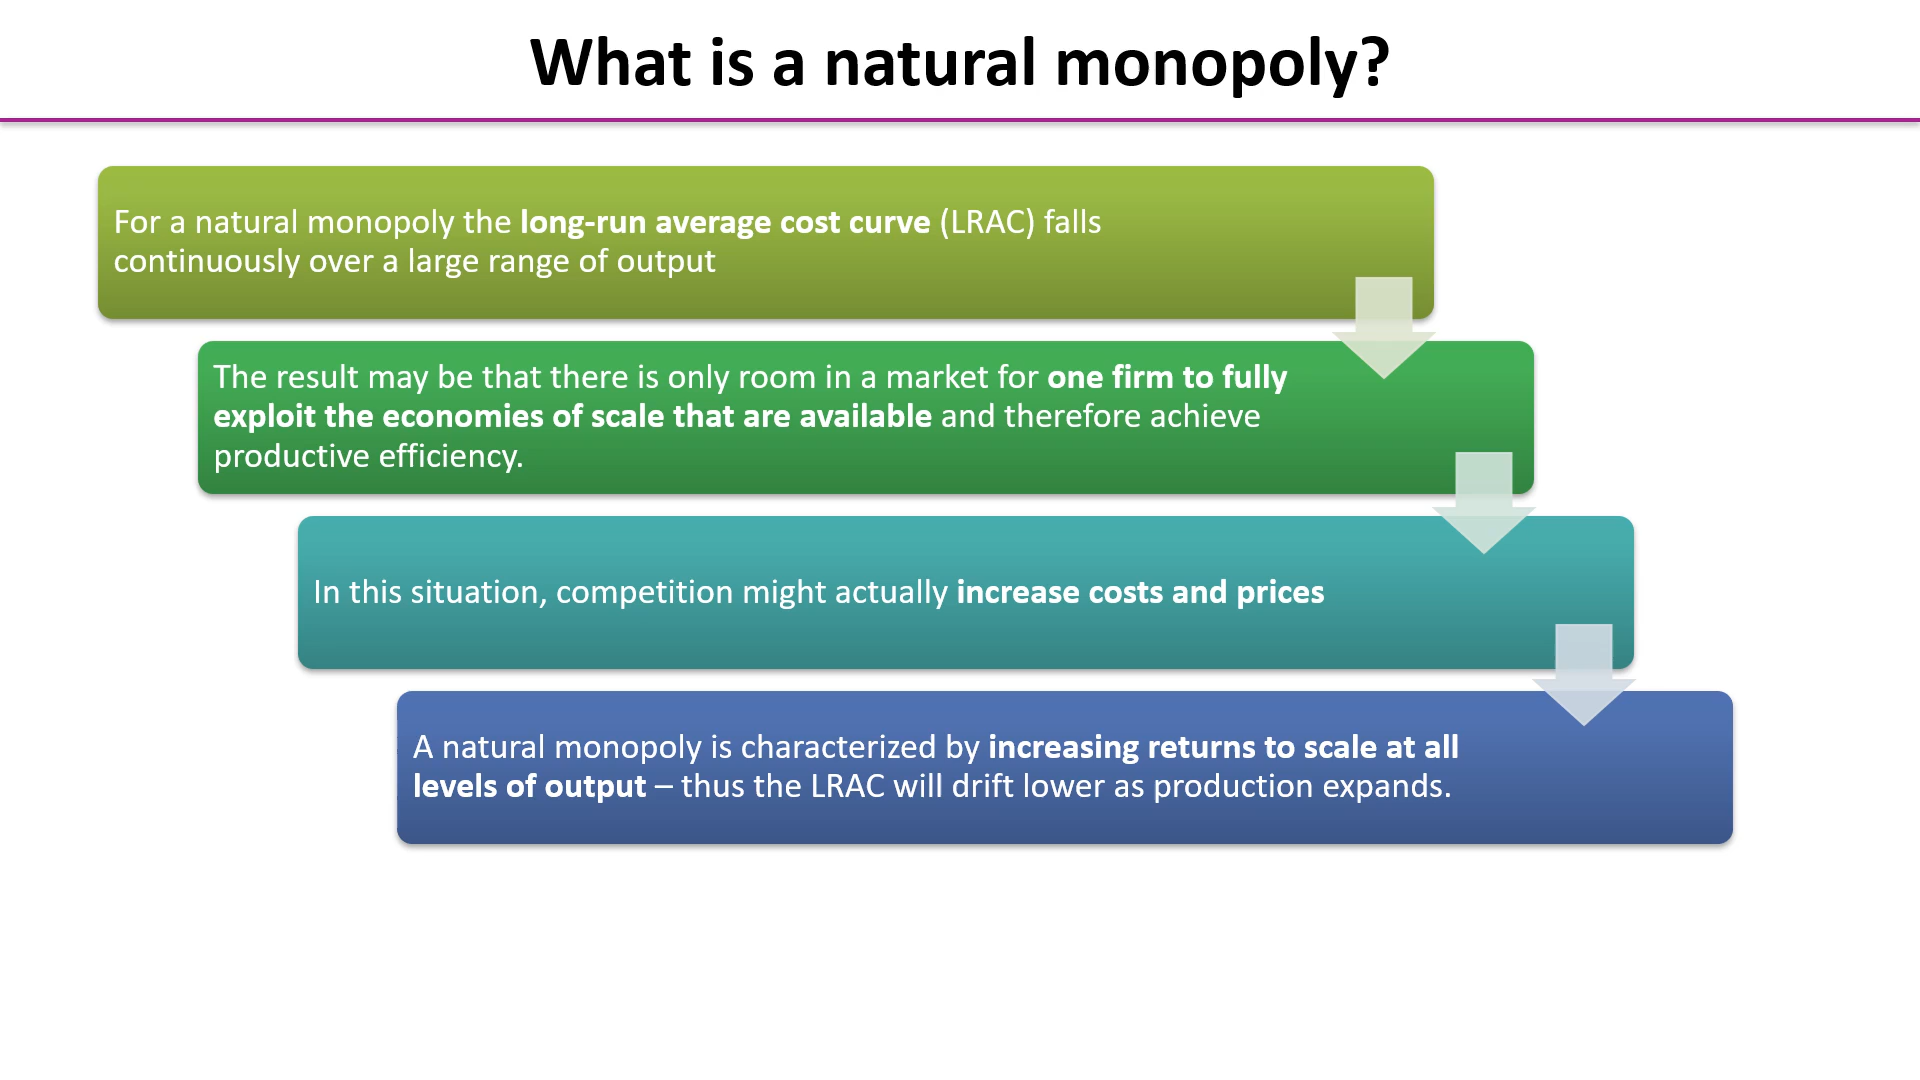 What is a natural monopoly?
For a natural monopoly the long-run average cost curve (LRAC) falls
continuously over a large range of output
The result may be that there is only room in a market for one firm to fully
exploit the economies of scale that are available and therefore achieve
productive efficiency.
In this situation, competition might actually increase costs and prices
A natural monopoly is characterized by increasing returns to scale at all
levels of output – thus the LRAC will drift lower as production expands.